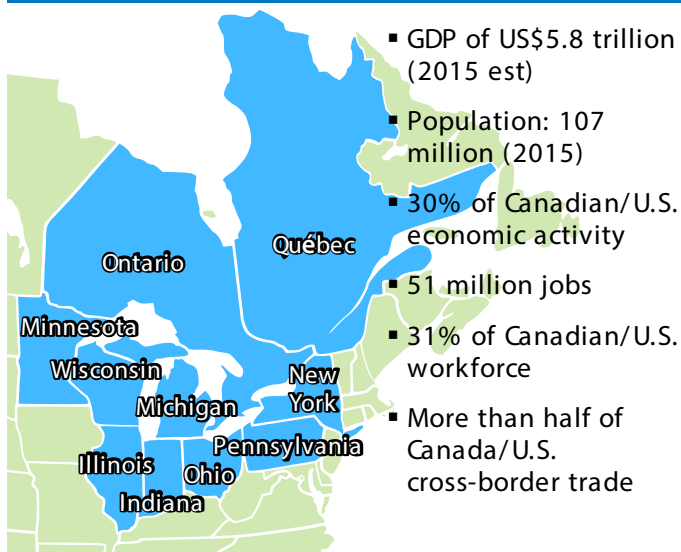 ▪ GDP of US$5.8 trillion
(2015 est)
▪ Population: 107
million (2015)
▪ 30% of Canadian/U.S.
economic activity
▪ 51 million jobs
▪ 31% of Canadian/U.S.
workforce
▪ More than half of
Canada/U.S.
cross-border trade
Québec
Ontario
Minnesota
Wisconsin
Michigan
New
York
Pennsylvania
Illinois
Ohio
Indiana